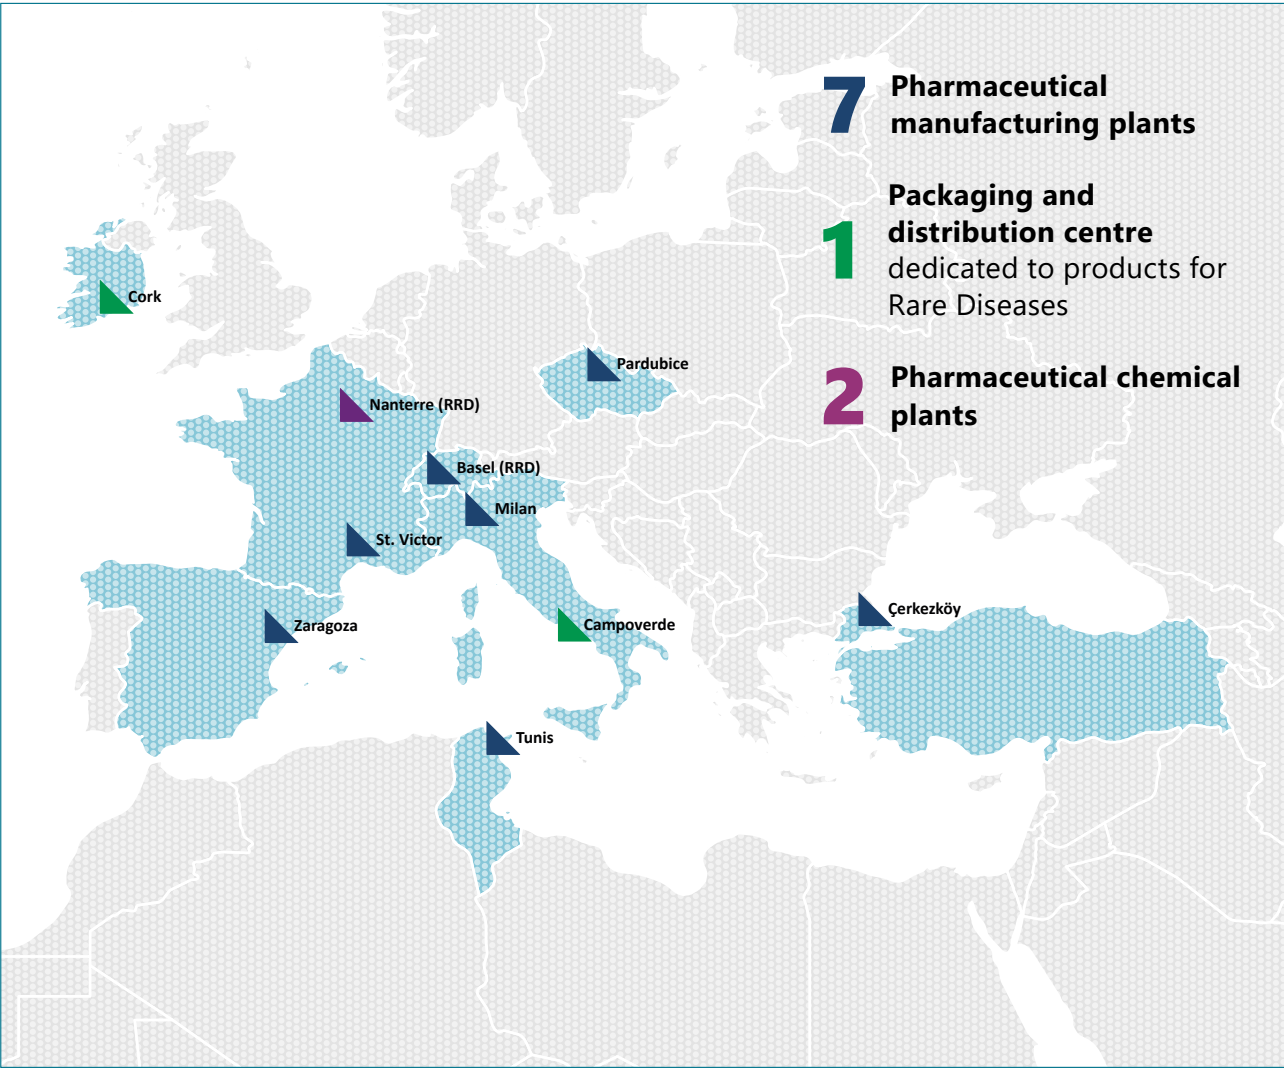 7
Pharmaceutical
manufacturing plants
1
Packaging and
distribution centre
dedicated to products for
Rare Diseases
2
Pharmaceutical chemical
plants
Cork
Pardubice
Nanterre (RRD)
Basel (RRD)
Milan
St. Victor
Çerkezköy
Zaragoza
Campoverde
Tunis